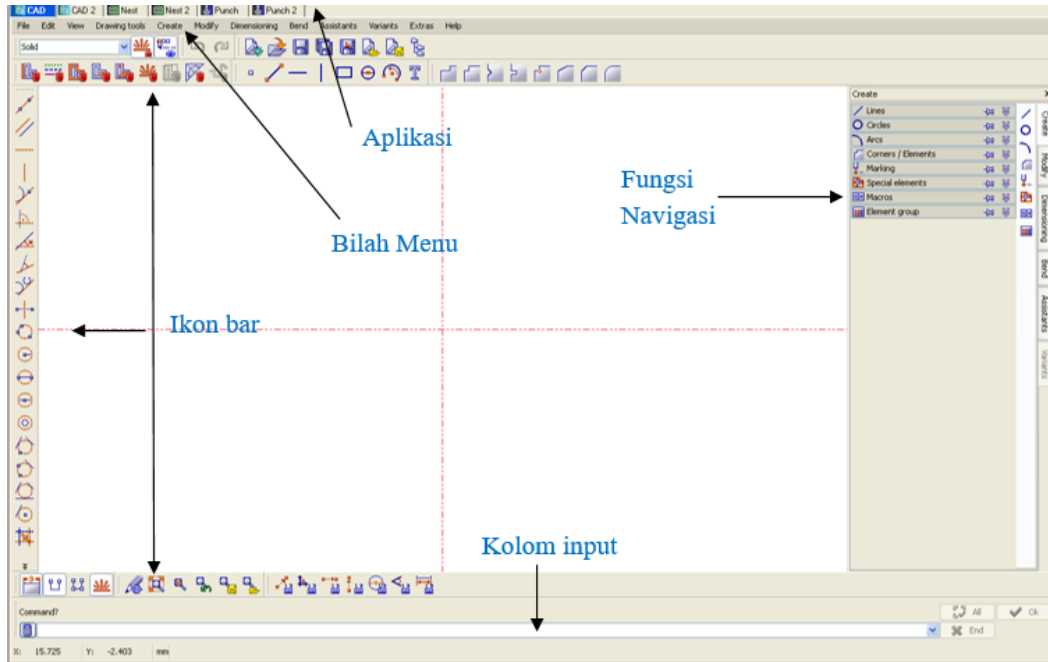 CAD CAD 2 Nest Nest 2 Punch Punch 2
File Edit View Drawing tools Create Modify Dimensioning Bend Assistants Variants Extras Help
Solid
Aplikasi
Bilah Menu
Ikon bar
Fungsi
Navigasi
Kolom input
Create
Lines
Circles
Arcs
Corners / Elements
Marking
Special elements
Macros
Element group
Create
Modify
Dimensioning
Bend
Assistants
Variants
Command?
All
Ok
End
X: 15.725 Y: -2.403 mm